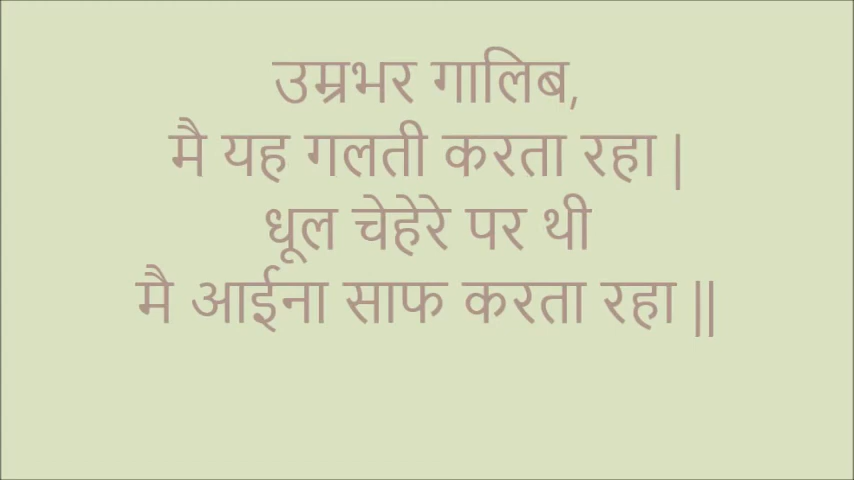 उम्रभर गालिब,
मै यह गलती करता रहा |
धूल चेहेरे पर थी
मै आईना साफ करता रहा ||